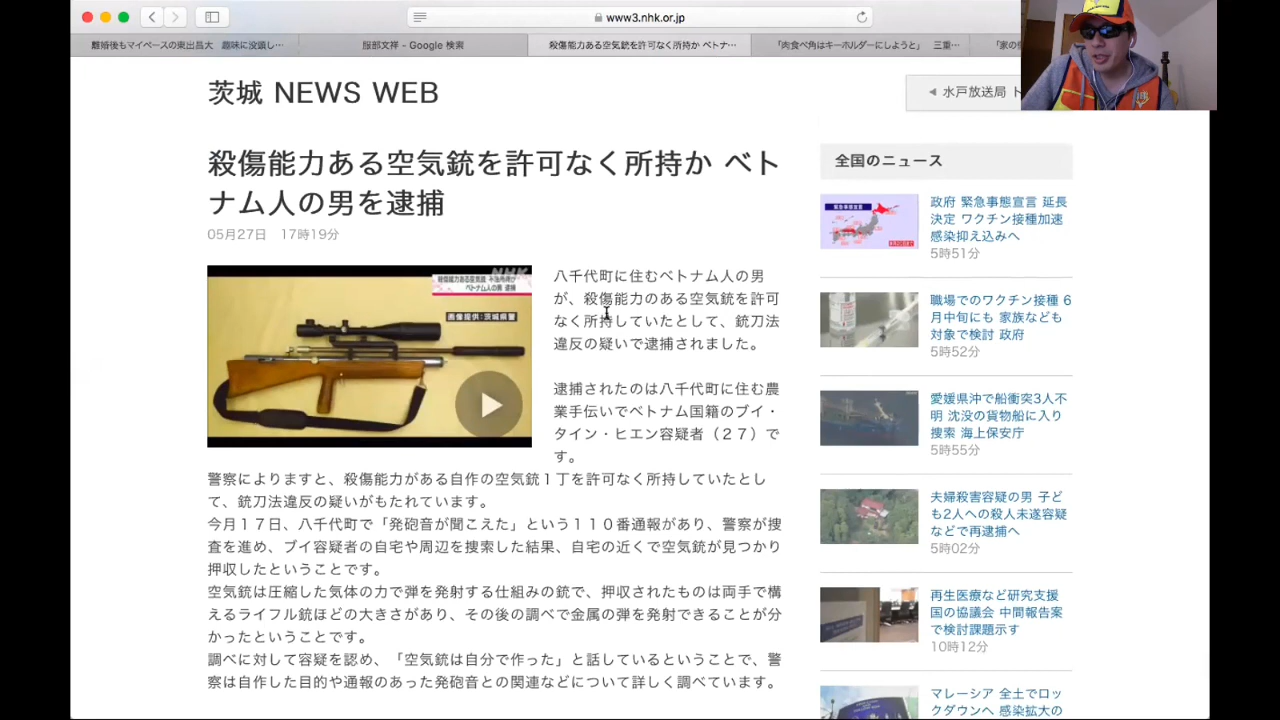 www3.nhk.or.jp
離婚後もマイペースの東出昌大 趣味に没頭し…
服部文祥 - Google 検索
殺傷能力ある空気銃を許可なく所持か ベトナ…
「肉食べ角はキーホルダーにしようと」 三重…
茨城 NEWS WEB
◀ 水戸放送局 ト
殺傷能力ある空気銃を許可なく所持か ベト
ナム人の男を逮捕
05月27日 17時19分
NHK
殺傷能力ある空気銃 不法所持か
ベトナム人の男 逮捕
画像提供:茨城県警
八千代町に住むベトナム人の男
が、殺傷能力のある空気銃を許可
なく所持していたとして、銃刀法
違反の疑いで逮捕されました。
逮捕されたのは八千代町に住む農
業手伝いでベトナム国籍のブイ・
タイン・ヒエン容疑者（２７）で
す。
警察によりますと、殺傷能力がある自作の空気銃１丁を許可なく所持していたとし
て、銃刀法違反の疑いがもたれています。
今月１７日、八千代町で「発砲音が聞こえた」という１１０番通報があり、警察が捜
査を進め、ブイ容疑者の自宅や周辺を捜索した結果、自宅の近くで空気銃が見つかり
押収したということです。
空気銃は圧縮した気体の力で弾を発射する仕組みの銃で、押収されたものは両手で構
えるライフル銃ほどの大きさがあり、その後の調べで金属の弾を発射できることが分
かったということです。
調べに対して容疑を認め、「空気銃は自分で作った」と話しているということで、警
察は自作した目的や通報のあった発砲音との関連などについて詳しく調べています。
全国のニュース
政府 緊急事態宣言 延長
決定 ワクチン接種加速
感染抑え込みへ
5時51分
職場でのワクチン接種 6
月中旬にも 家族なども
対象で検討 政府
5時52分
愛媛県沖で船衝突3人不
明 沈没の貨物船に入り
捜索 海上保安庁
5時55分
夫婦殺害容疑の男 子ど
も2人への殺人未遂容疑
などで再逮捕へ
5時02分
再生医療など研究支援
国の協議会 中間報告案
で検討課題示す
10時12分
マレーシア 全土でロッ
クダウンへ 感染拡大の